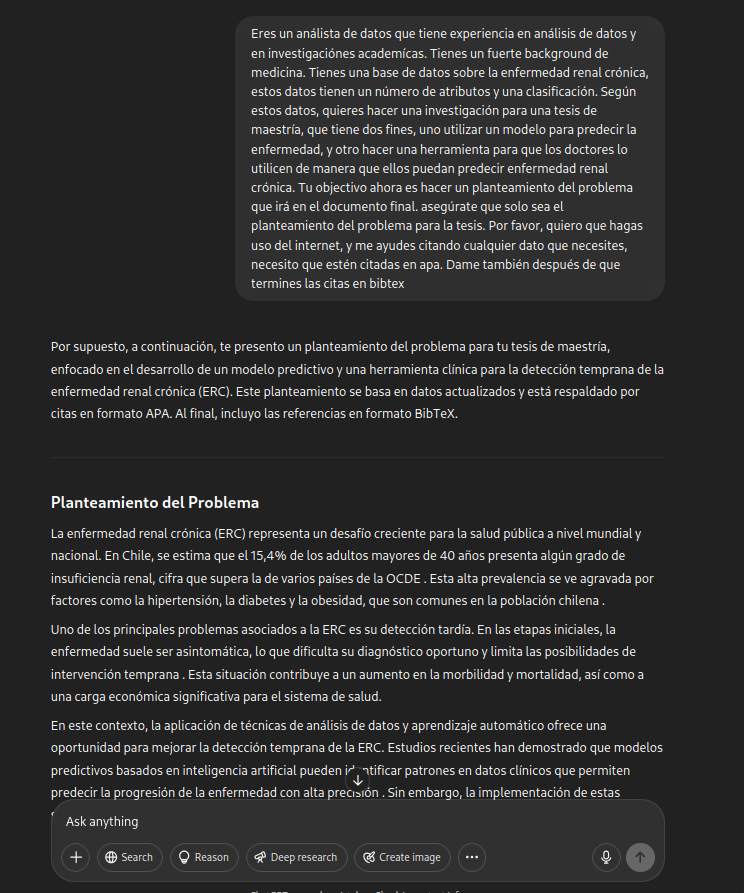 Eres un análista de datos que tiene experiencia en análisis de datos y
en investigaciónes academícas. Tienes un fuerte background de
medicina. Tienes una base de datos sobre la enfermedad renal crónica,
estos datos tienen un número de atributos y una clasificación. Según
estos datos, quieres hacer una investigación para una tesis de
maestría, que tiene dos fines, uno utilizar un modelo para predecir la
enfermedad, y otro hacer una herramienta para que los doctores lo
utilicen de manera que ellos puedan predecir enfermedad renal
crónica. Tu objectivo ahora es hacer un planteamiento del problema
que irá en el documento final. asegúrate que solo sea el
planteamiento del problema para la tesis. Por favor, quiero que hagas
uso del internet, y me ayudes citando cualquier dato que necesites,
necesito que estén citadas en apa. Dame también después de que
termines las citas en bibtex
Por supuesto, a continuación, te presento un planteamiento del problema para tu tesis de maestría,
enfocado en el desarrollo de un modelo predictivo y una herramienta clínica para la detección temprana de la
enfermedad renal crónica (ERC). Este planteamiento se basa en datos actualizados y está respaldado por
citas en formato APA. Al final, incluyo las referencias en formato BibTeX.
Planteamiento del Problema
La enfermedad renal crónica (ERC) representa un desafío creciente para la salud pública a nivel mundial y
nacional. En Chile, se estima que el 15,4% de los adultos mayores de 40 años presenta algún grado de
insuficiencia renal, cifra que supera la de varios países de la OCDE . Esta alta prevalencia se ve agravada por
factores como la hipertensión, la diabetes y la obesidad, que son comunes en la población chilena .
Uno de los principales problemas asociados a la ERC es su detección tardía. En las etapas iniciales, la
enfermedad suele ser asintomática, lo que dificulta su diagnóstico oportuno y limita las posibilidades de
intervención temprana . Esta situación contribuye a un aumento en la morbilidad y mortalidad, así como a
una carga económica significativa para el sistema de salud.
En este contexto, la aplicación de técnicas de análisis de datos y aprendizaje automático ofrece una
oportunidad para mejorar la detección temprana de la ERC. Estudios recientes han demostrado que modelos
predictivos basados en inteligencia artificial pueden identificar patrones en datos clínicos que permiten
predecir la progresión de la enfermedad con alta precisión . Sin embargo, la implementación de estas
Ask anything
Search Reason Deep research Create image